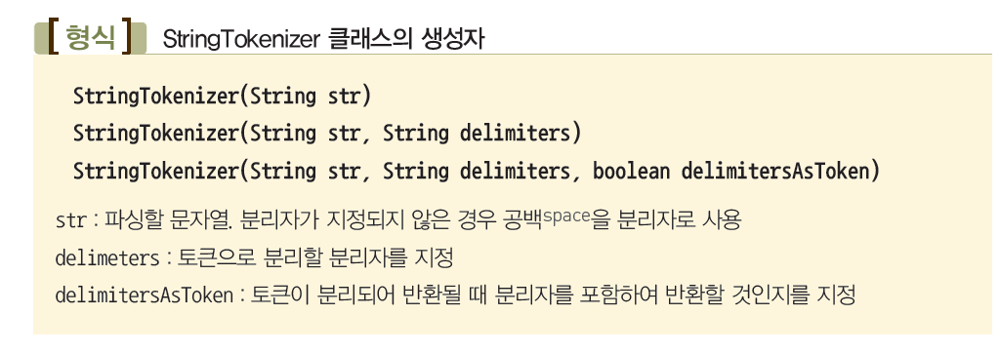 [형식] StringTokenizer 클래스의 생성자
StringTokenizer(String str)
StringTokenizer(String str, String delimiters)
StringTokenizer(String str, String delimiters, boolean delimitersAsToken)
str : 파싱할 문자열. 분리자가 지정되지 않은 경우 공백space을 분리자로 사용
delimeters : 토큰으로 분리할 분리자를 지정
delimitersAsToken : 토큰이 분리되어 반환될 때 분리자를 포함하여 반환할 것인지를 지정